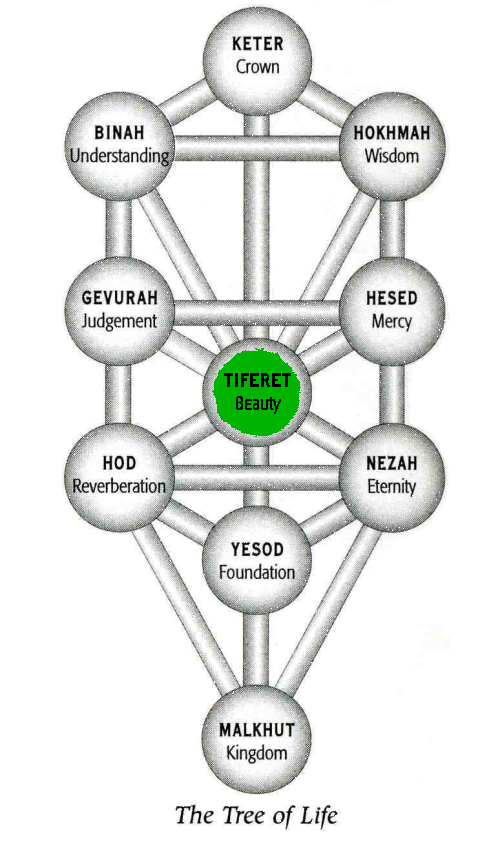 KETER
Crown
BINAH
Understanding
HOKHMAH
Wisdom
GEVURAH
Judgement
HESED
Mercy
TIFERET
Beauty
HOD
Reverberation
NEZAH
Eternity
YESOD
Foundation
MALKHUT
Kingdom
The Tree of Life